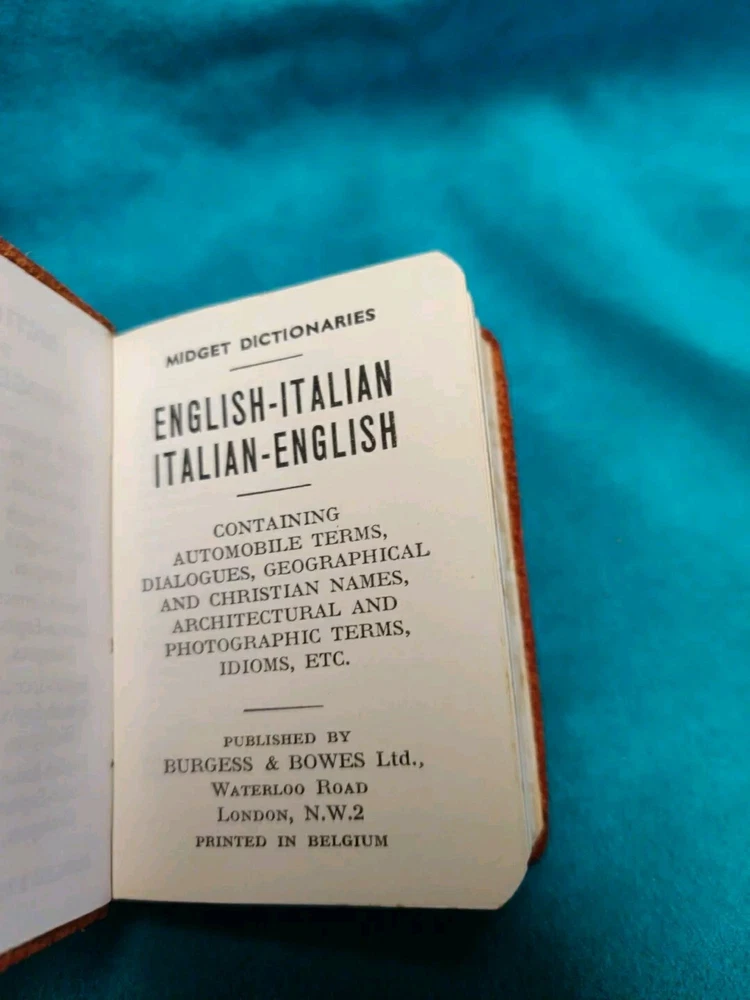 MIDGET DICTIONARIES
ENGLISH-ITALIAN
ITALIAN-ENGLISH
CONTAINING
AUTOMOBILE TERMS,
DIALOGUES, GEOGRAPHICAL
AND CHRISTIAN NAMES,
ARCHITECTURAL AND
PHOTOGRAPHIC TERMS,
IDIOMS, ETC.
PUBLISHED BY
BURGESS & BOWES Ltd.,
WATERLOO ROAD
LONDON, N.W.2
PRINTED IN BELGIUM